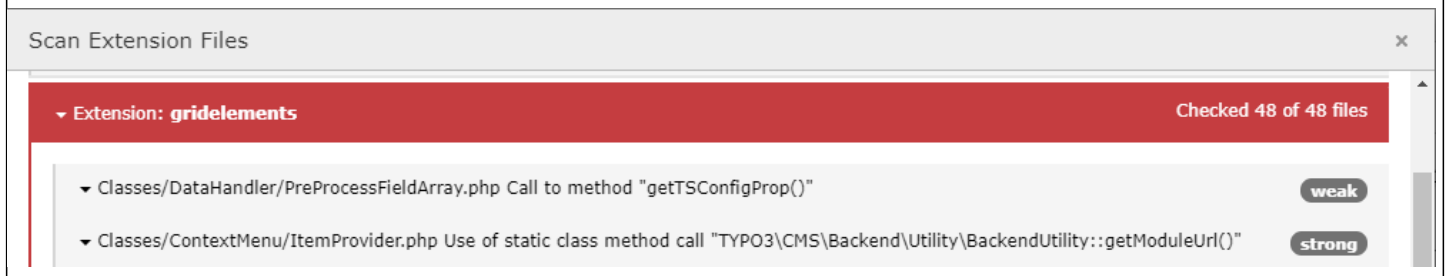 Scan Extension Files ×
Extension: gridelements Checked 48 of 48 files
Classes/DataHandler/PreProcessFieldArray.php Call to method "getTSConfigProp()" weak
Classes/ContextMenu/ItemProvider.php Use of static class method call "TYPO3\CMS\Backend\Utility\BackendUtility::getModuleUrl()" strong